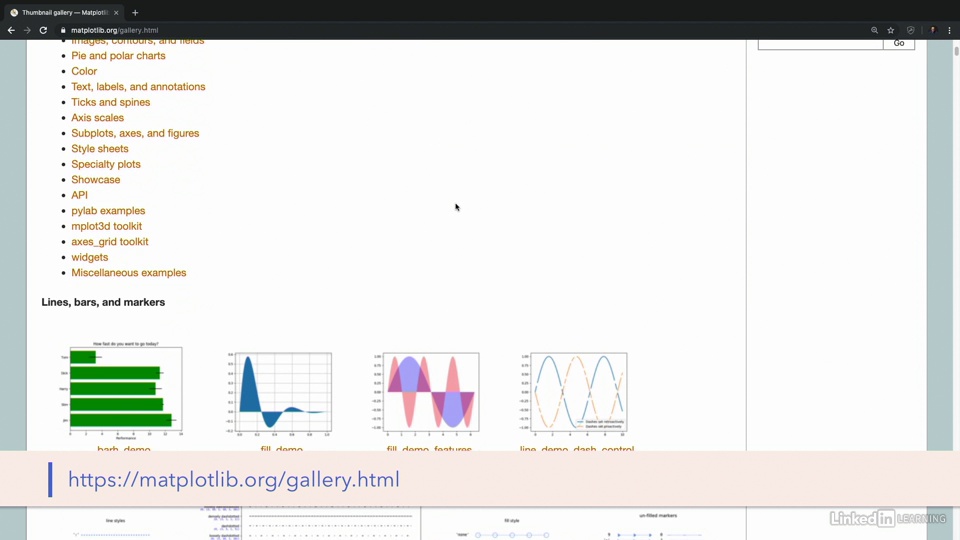 Thumbnail gallery — Matplotli
matplotlib.org/gallery.html
Images, contours, and fields
Go
Pie and polar charts
Color
Text, labels, and annotations
Ticks and spines
Axis scales
Subplots, axes, and figures
Style sheets
Specialty plots
Showcase
API
pylab examples
mplot3d toolkit
axes_grid toolkit
widgets
Miscellaneous examples
Lines, bars, and markers
How fast do you want to go today?
Performance
barh_demo
fill_demo
fill_demo_features
line_demo_dash_control
https://matplotlib.org/gallery.html
line styles
fill style
un-filled markers
LinkedIn LEARNING